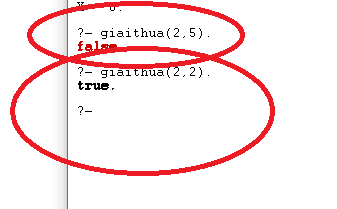 ?- giaithua(2,5).
false.
?- giaithua(2,2).
true.
?-